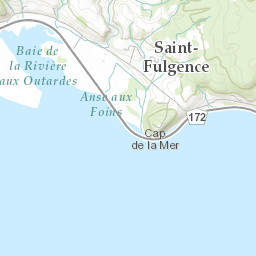 Saint-
Fulgence
Baie de
la Rivière
aux Outardes
Anse aux
Foins
172
Cap
de la Mer